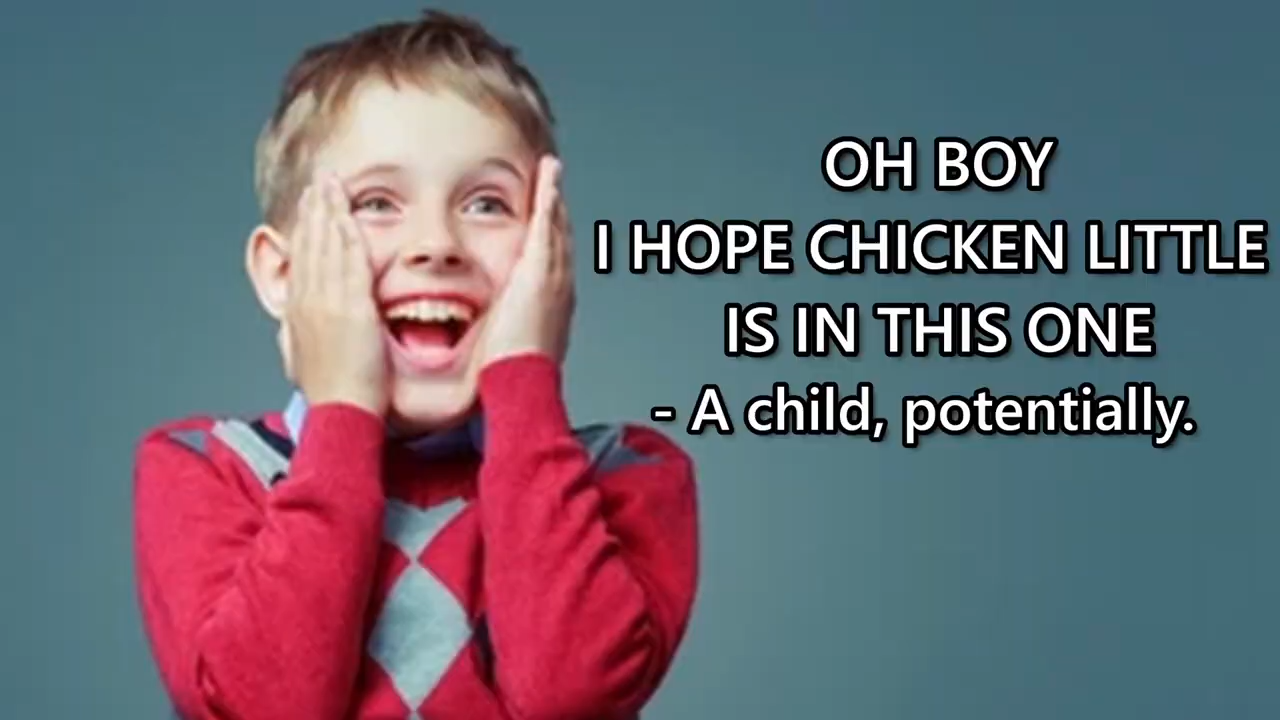 OH BOY
I HOPE CHICKEN LITTLE
IS IN THIS ONE
- A child, potentially.